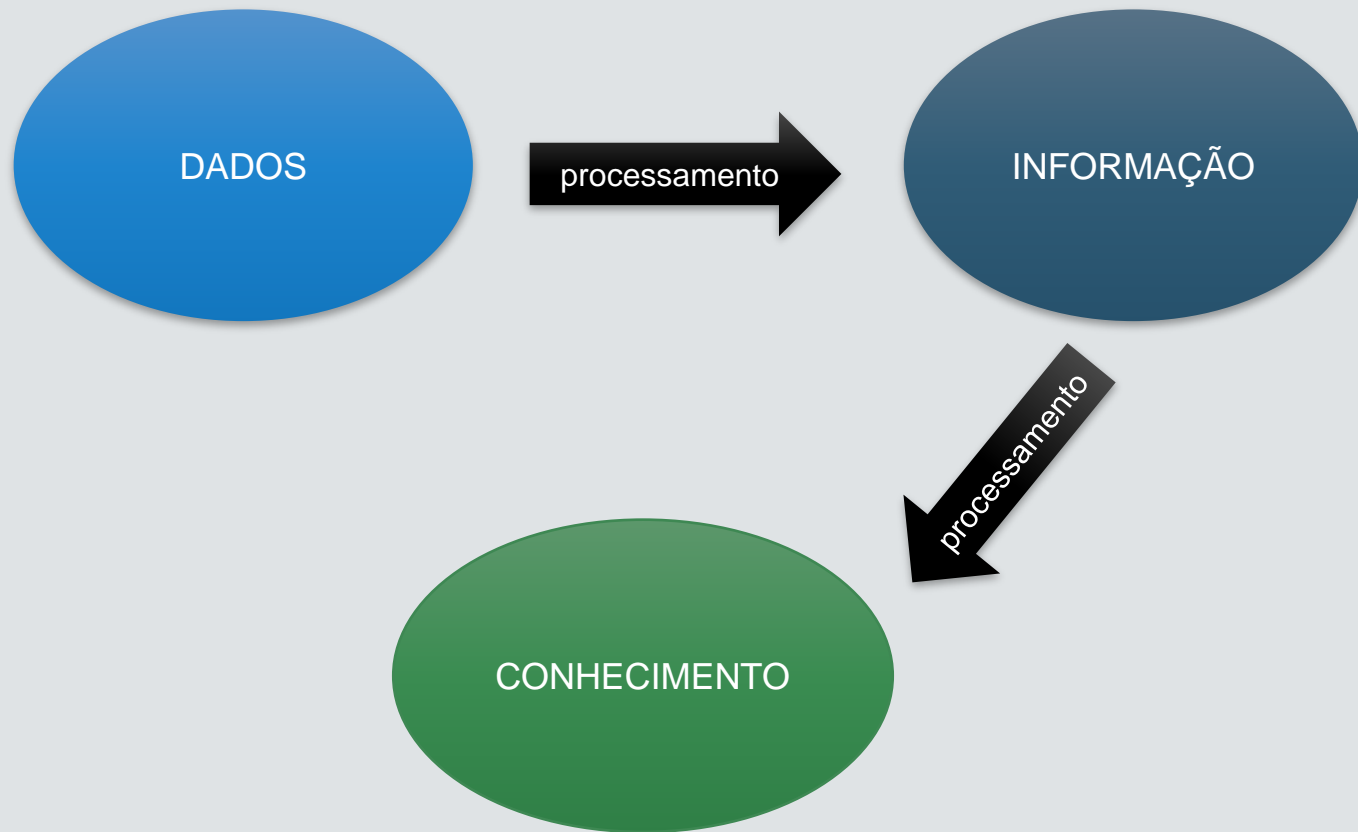 DADOS
processamento
INFORMAÇÃO
processamento
CONHECIMENTO